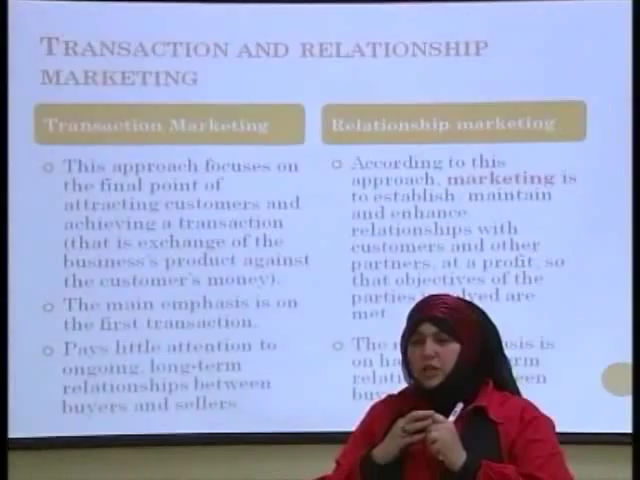 TRANSACTION AND RELATIONSHIP
MARKETING
Transaction Marketing
This approach focuses on
the final point of
attracting customers and
achieving a transaction
(that is exchange of the
business's product against
the customer's money).
The main emphasis is on
the first transaction.
Pays little attention to
ongoing, long-term
relationships between
buyers and sellers
Relationship marketing
According to this
approach, marketing is
to establish, maintain
and enhance
relationships with
customers and other
partners, at a profit, so
that objectives of the
parties are
met
The is
on